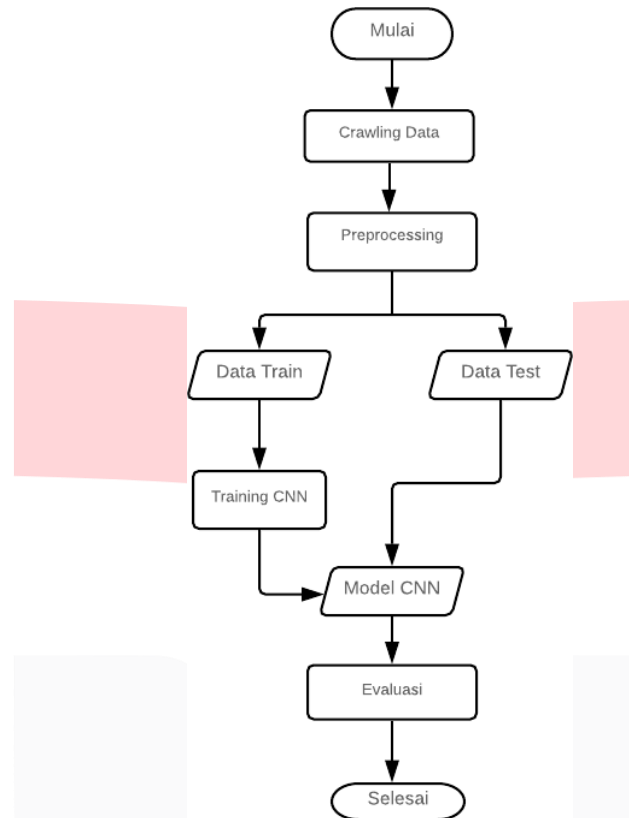 Mulai
Crawling Data
Preprocessing
Data Train
Data Test
Training CNN
Model CNN
Evaluasi
Selesai